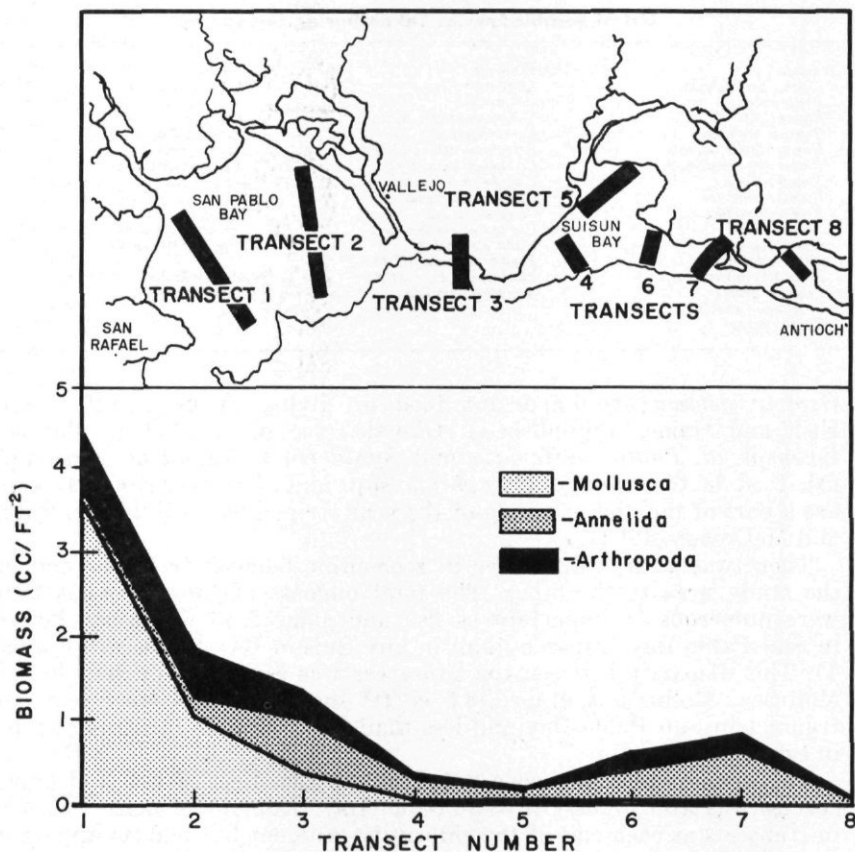 SAN PABLO
BAY
VALLEJO
TRANSECT 5
TRANSECT 2
SUISUN
BAY
TRANSECT 8
TRANSECT 1
TRANSECT 3
4
6
7
TRANSECTS
SAN
RAFAEL
ANTIOCH
5
4
3
2
1
0
BIOMASS (CC/FT²)
-Mollusca
-Annelida
-Arthropoda
1 2 3 4 5 6 7 8
TRANSECT NUMBER